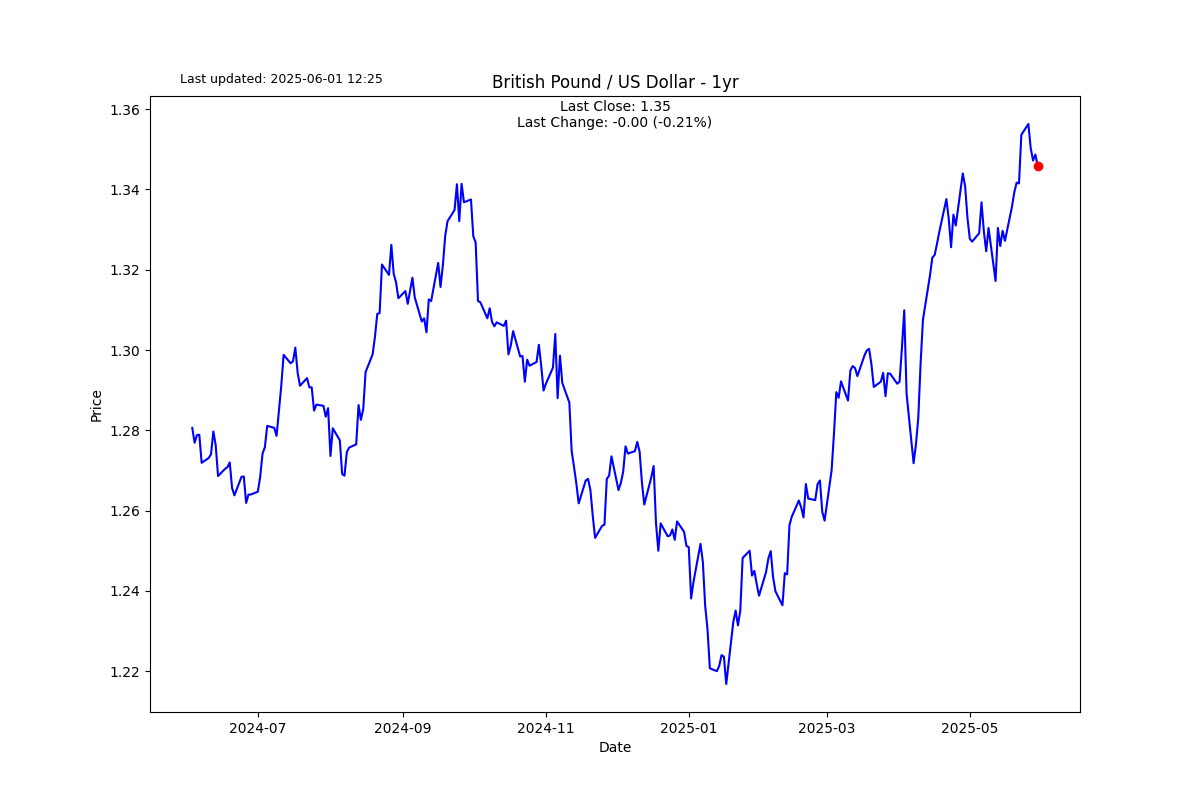 Last updated: 2025-06-01 12:25
British Pound / US Dollar - 1yr
Last Close: 1.35
Last Change: -0.00 (-0.21%)
Price
1.36
1.34
1.32
1.30
1.28
1.26
1.24
1.22
2024-07
2024-09
2024-11
2025-01
2025-03
2025-05
Date